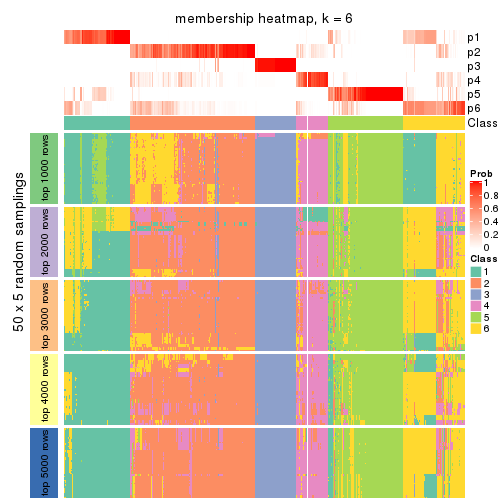 membership heatmap, k = 6
p1
p2
p3
p4
p5
p6
Class
50 x 5 random samplings
top 1000 rows
top 2000 rows
top 3000 rows
top 4000 rows
top 5000 rows
Prob
1
0.8
0.6
0.4
0.2
0
Class
1
2
3
4
5
6